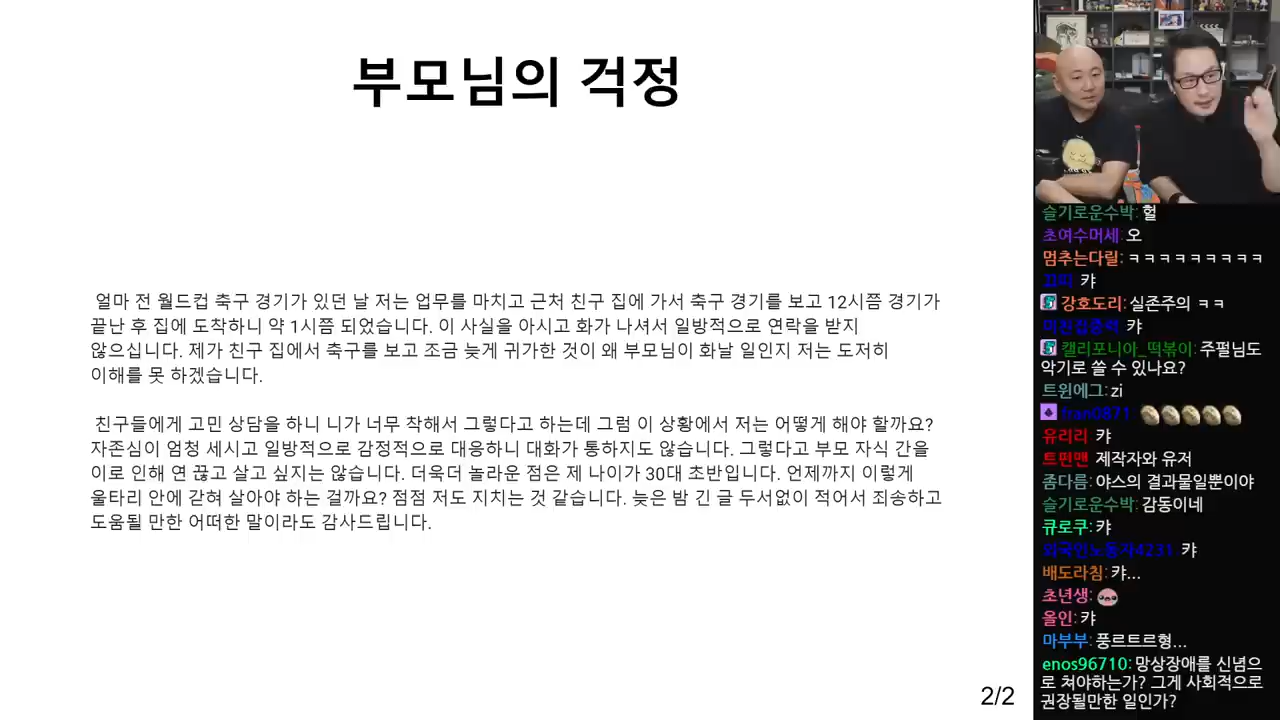 부모님의 걱정
얼마 전 월드컵 축구 경기가 있던 날 저는 업무를 마치고 근처 친구 집에 가서 축구 경기를 보고 12시쯤 경기가
끝난 후 집에 도착하니 약 1시쯤 되었습니다. 이 사실을 아시고 화가 나셔서 일방적으로 연락을 받지
않으십니다. 제가 친구 집에서 축구를 보고 조금 늦게 귀가한 것이 왜 부모님이 화날 일인지 저는 도저히
이해를 못 하겠습니다.
친구들에게 고민 상담을 하니 니가 너무 착해서 그렇다고 하는데 그럼 이 상황에서 저는 어떻게 해야 할까요?
자존심이 엄청 세시고 일방적으로 감정적으로 대응하니 대화가 통하지도 않습니다. 그렇다고 부모 자식 간을
이로 인해 연 끊고 살고 싶지는 않습니다. 더욱더 놀라운 점은 제 나이가 30대 초반입니다. 언제까지 이렇게
울타리 안에 갇혀 살아야 하는 걸까요? 점점 저도 지치는 것 같습니다. 늦은 밤 긴 글 두서없이 적어서 죄송하고
도움될 만한 어떠한 말이라도 감사드립니다.
2/2
슬기로운수박: 헐
초여수머세: 오
멈추는다릴: ㅋㅋㅋㅋㅋㅋㅋㅋㅋ
캬
강호도리: 실존주의 ㅋㅋ
미친집중력 캬
캘리포니아_떡볶이: 주펄님도
악기로 쓸 수 있나요?
트윈에그: zi
fran0871:
유리리 캬
트펀맨 제작자와 유저
좀다름: 야스의 결과물일뿐이야
슬기로운수박: 감동이네
큐로쿠: 캬
외국인노동자4231 캬
배도라침: 캬...
초년생:
올인: 캬
마부부: 풍르트르형...
enos96710: 망상장애를 신념으
로 쳐야하는가? 그게 사회적으로
권장될만한 일인가?